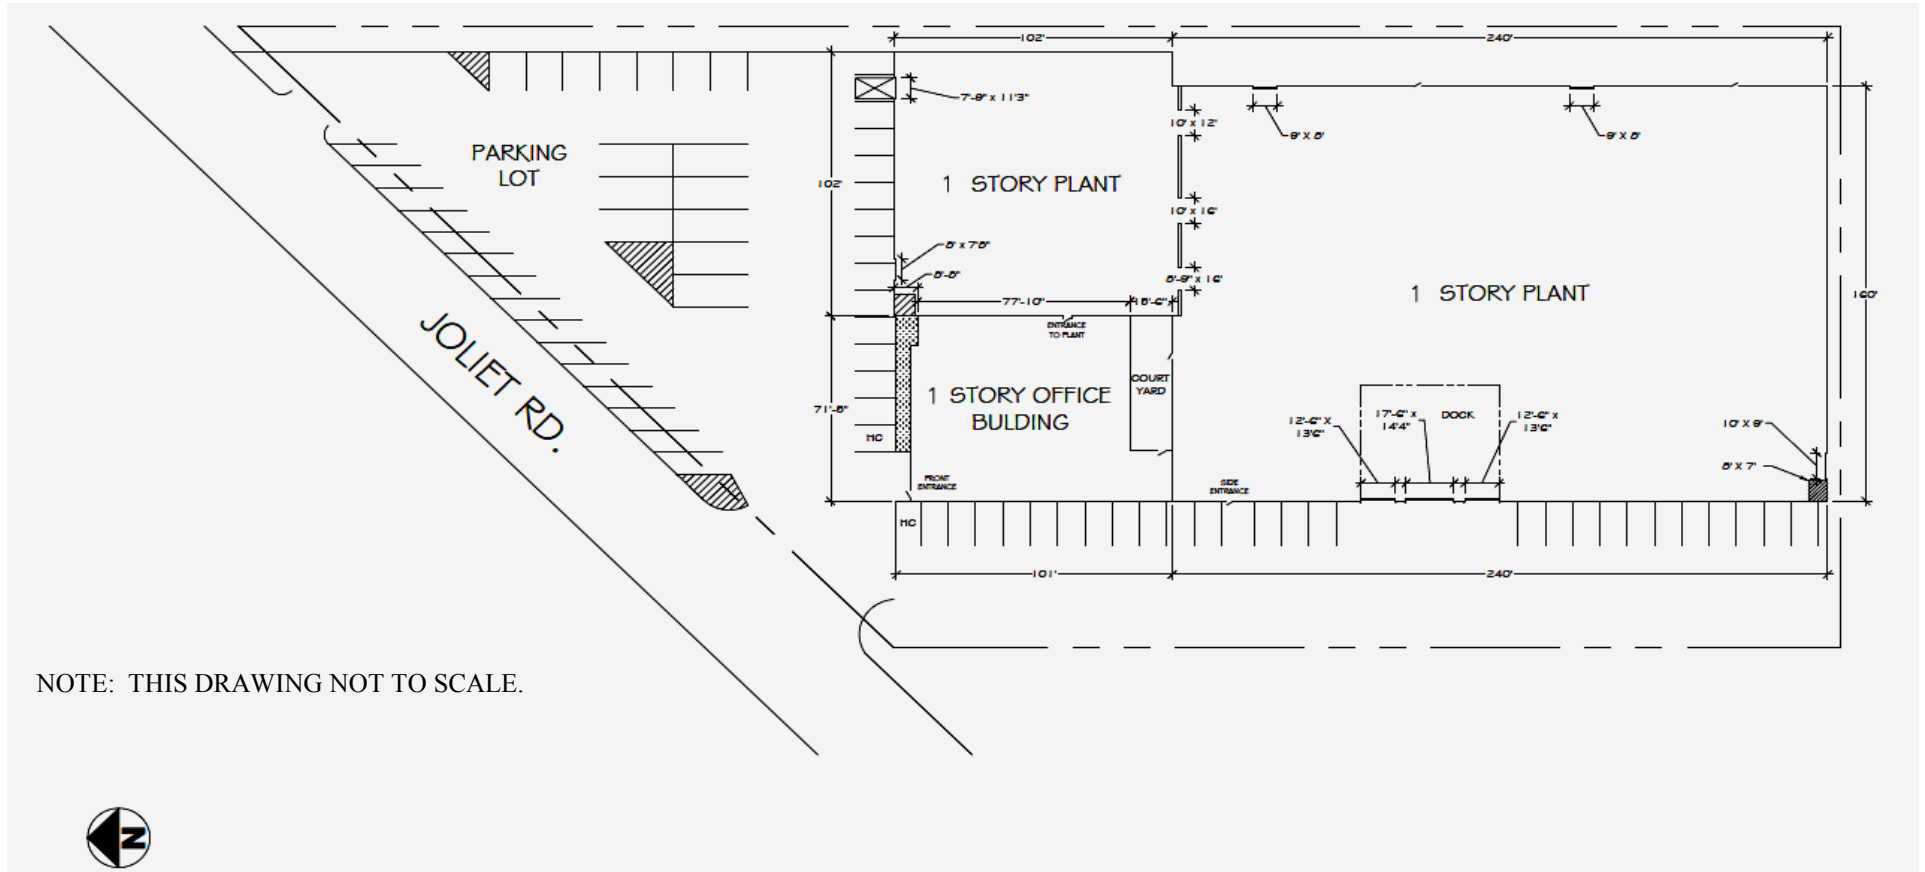 102'
240'
7'-8" x 11'3"
10' x 12'
9' X 8'
9' X 8'
PARKING
LOT
1 STORY PLANT
102'
10' x 16'
8' x 7'8"
8'-8"
8'-8" x 16'
1 STORY PLANT
160'
77'-10"
15'-6"
ENTRANCE
TO PLANT
JOLIET RD.
COURT
YARD
1 STORY OFFICE
BULDING
71'-8"
HC
12'-6" X
13'6"
17'-6" x
14'4"
DOCK
12'-6" x
13'6"
10' X 9'
8' X 7'
FRONT
ENTRANCE
SIDE
ENTRANCE
HC
101'
240'
NOTE: THIS DRAWING NOT TO SCALE.
N